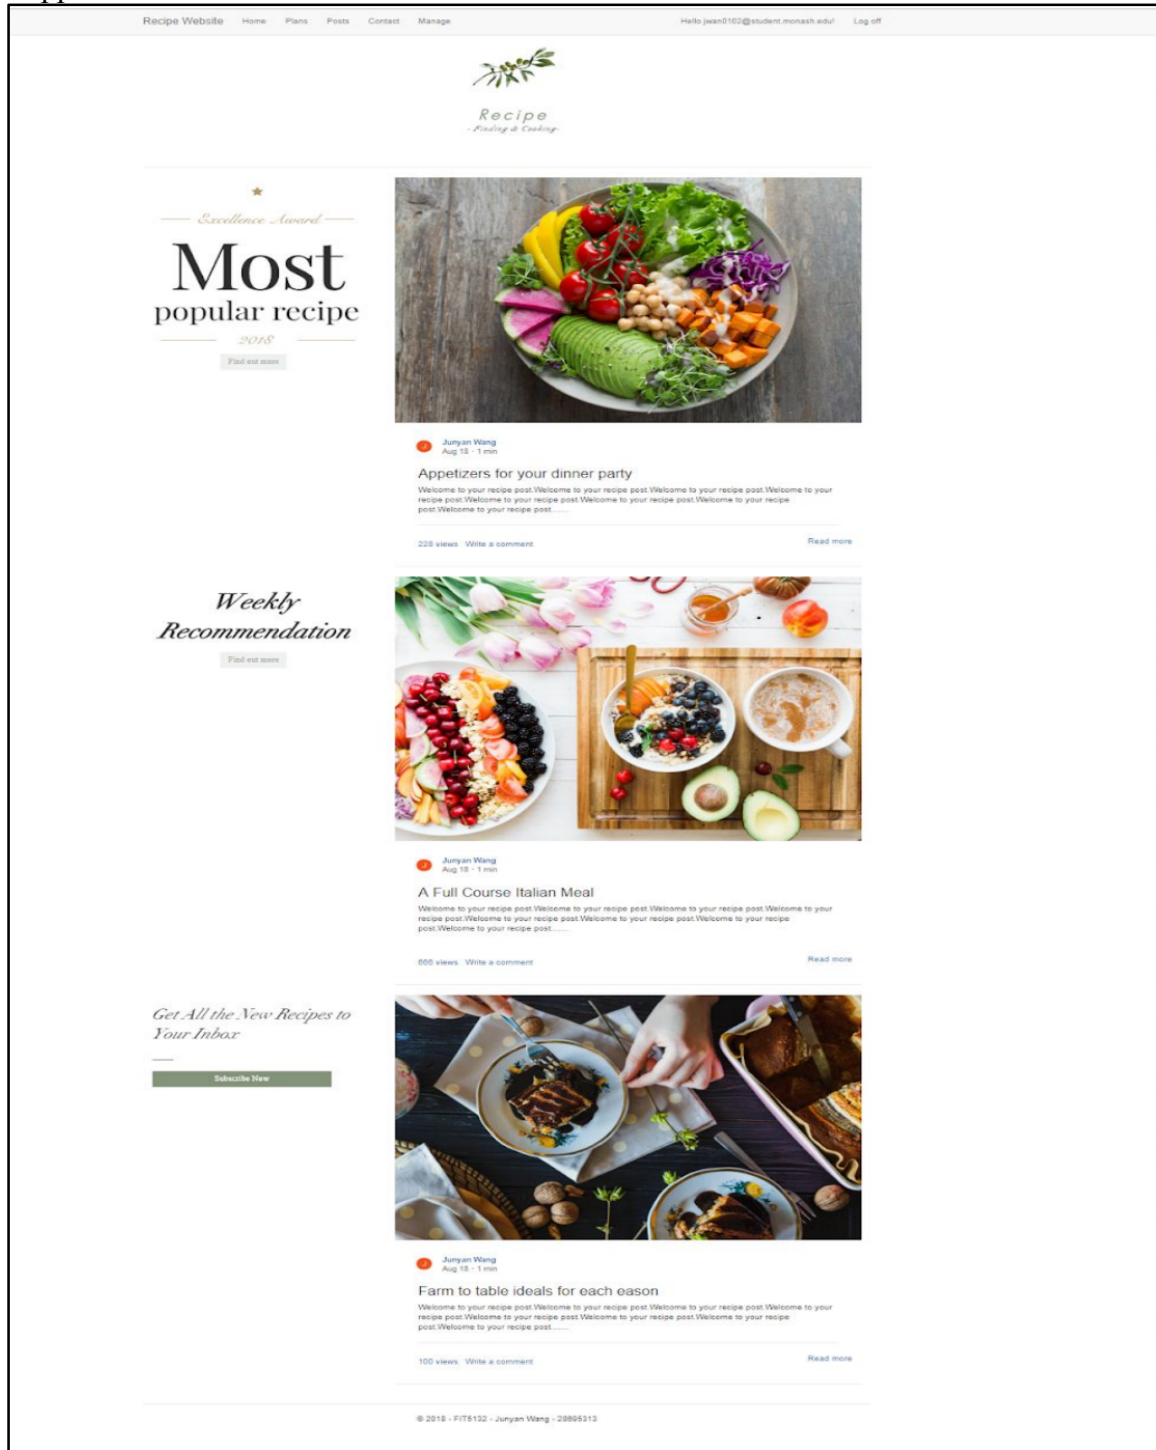 Recipe Website Home Plans Posts Contact Manage Hello jwan0102@student.monash.edu! Log off
Recipe
- Finding & Cooking-
Excellence Award
Most
popular recipe
2018
Find out more
J
Junyan Wang
Aug 18 - 1 min
Appetizers for your dinner party
Welcome to your recipe post.Welcome to your recipe post.Welcome to your recipe post.Welcome to your
recipe post.Welcome to your recipe post.Welcome to your recipe post.Welcome to your recipe
post.Welcome to your recipe post.......
228 views Write a comment Read more
Weekly
Recommendation
Find out more
J
Junyan Wang
Aug 18 - 1 min
A Full Course Italian Meal
Welcome to your recipe post.Welcome to your recipe post.Welcome to your recipe post.Welcome to your
recipe post.Welcome to your recipe post.Welcome to your recipe post.Welcome to your recipe
post.Welcome to your recipe post.......
666 views Write a comment Read more
Get All the New Recipes to
Your Inbox
Subscribe Now
J
Junyan Wang
Aug 18 - 1 min
Farm to table ideals for each eason
Welcome to your recipe post.Welcome to your recipe post.Welcome to your recipe post.Welcome to your
recipe post.Welcome to your recipe post.Welcome to your recipe post.Welcome to your recipe
post.Welcome to your recipe post.......
100 views Write a comment Read more
© 2018 - FIT5132 - Junyan Wang - 28695313